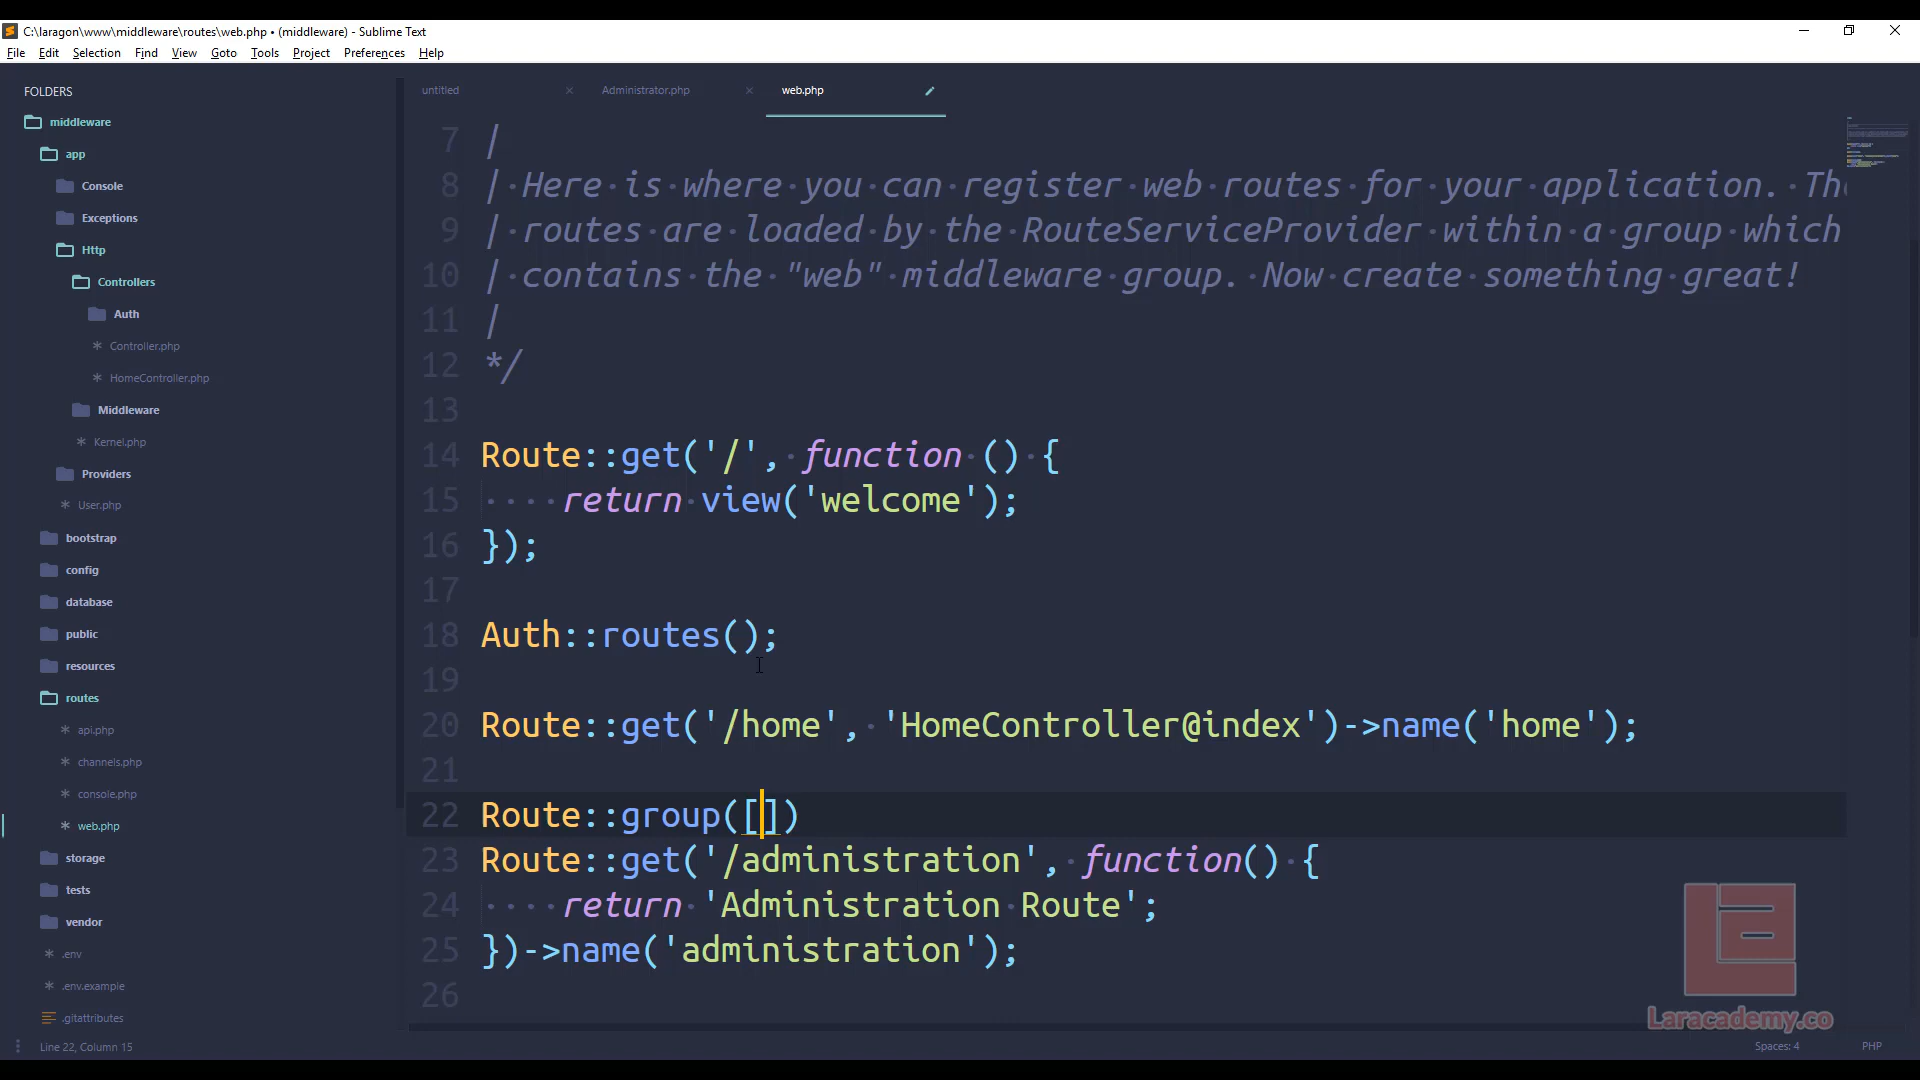 C:\laragon\www\middleware\routes\web.php • (middleware) - Sublime Text
File Edit Selection Find View Goto Tools Project Preferences Help
FOLDERS
middleware
app
Console
Exceptions
Http
Controllers
Auth
Controller.php
HomeController.php
Middleware
Kernel.php
Providers
User.php
bootstrap
config
database
public
resources
routes
api.php
channels.php
console.php
web.php
storage
tests
vendor
.env
.env.example
.gitattributes
untitled Administrator.php web.php
7 |
8 | Here is where you can register web routes for your application. Th
9 | routes are loaded by the RouteServiceProvider within a group which
10 | contains the "web" middleware group. Now create something great!
11 |
12 */
13
14 Route::get('/', function () {
15     return view('welcome');
16 });
17
18 Auth::routes();
19
20 Route::get('/home', 'HomeController@index')->name('home');
21
22 Route::group([])
23 Route::get('/administration', function() {
24     return 'Administration Route';
25 })->name('administration');
26
Laracademy.co
Line 22, Column 15 Spaces: 4 PHP